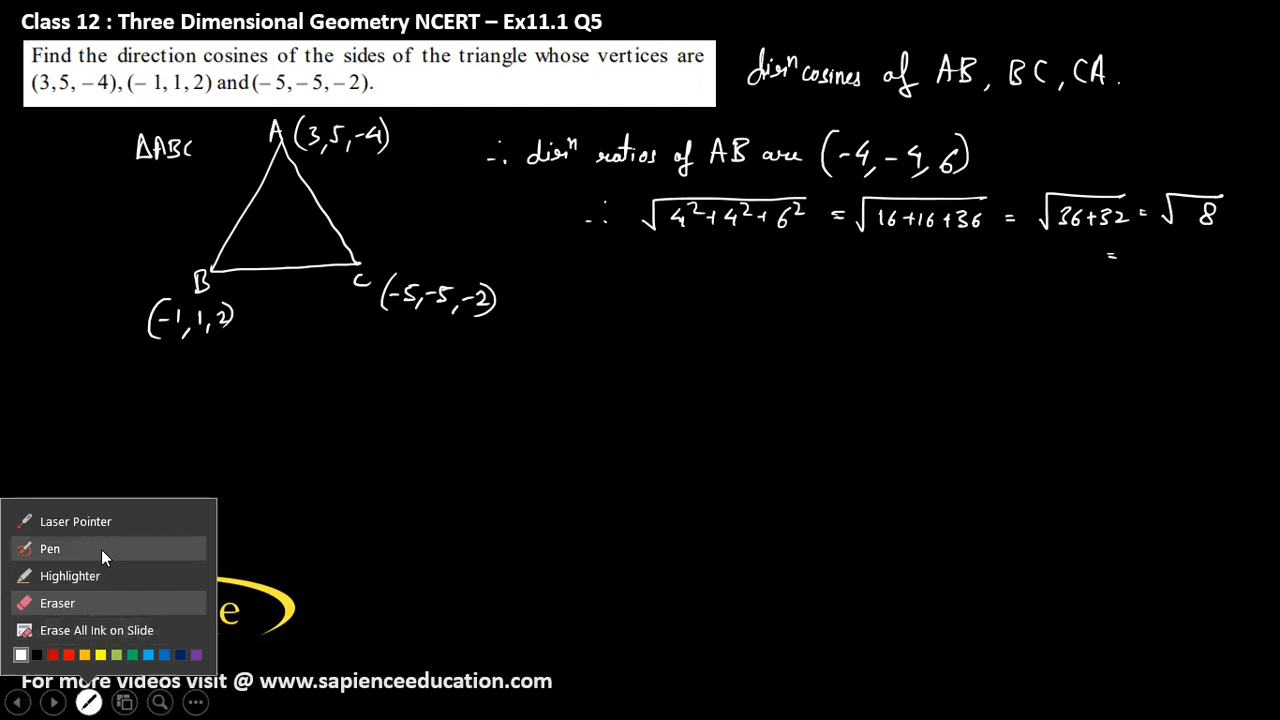 Class 12 : Three Dimensional Geometry NCERT – Ex11.1 Q5
Find the direction cosines of the sides of the triangle whose vertices are
(3, 5, – 4), (– 1, 1, 2) and (– 5, – 5, – 2).
dirⁿ cosines of AB, BC, CA.
ΔABC
A (3,5,-4)
B
(-1,1,2)
C (-5,-5,-2)
∴ dirⁿ ratios of AB are (-4,-4,6)
∴ √4²+4²+6² = √16+16+36 = √36+32 = √ 8
=
Laser Pointer
Pen
Highlighter
Eraser
Erase All Ink on Slide
e
For more videos visit @ www.sapienceeducation.com